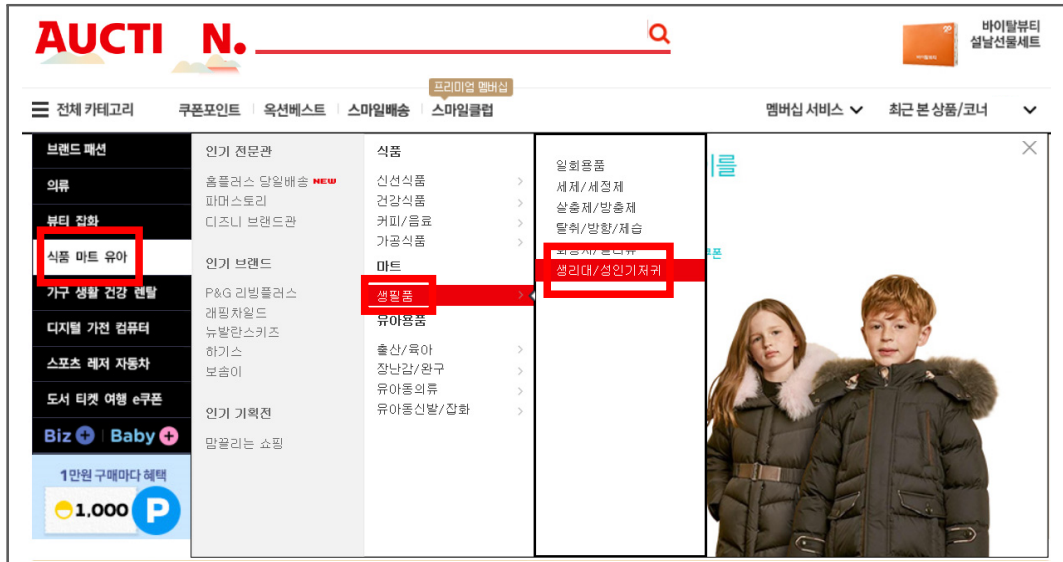 AUCTI N.
바이탈뷰티
설날선물세트
프리미엄 멤버십
전체 카테고리
쿠폰포인트
옥션베스트
스마일배송
스마일클럽
멤버십 서비스
최근 본 상품/코너
브랜드 패션
의류
뷰티 잡화
식품 마트 유아
가구 생활 건강 렌탈
디지털 가전 컴퓨터
스포츠 레저 자동차
도서 티켓 여행 e쿠폰
Biz + Baby +
1만원 구매마다 혜택
1,000 P
인기 전문관
홈플러스 당일배송 NEW
파머스토리
디즈니 브랜드관
인기 브랜드
P&G 리빙플러스
래핑차일드
뉴발란스키즈
하기스
보솜이
인기 기획전
맘끌리는 쇼핑
식품
신선식품
건강식품
커피/음료
가공식품
마트
생필품
유아용품
출산/육아
장난감/완구
유아동의류
유아동신발/잡화
일회용품
세제/세정제
살충제/방충제
탈취/방향/제습
생리대/성인기저귀
를
폰